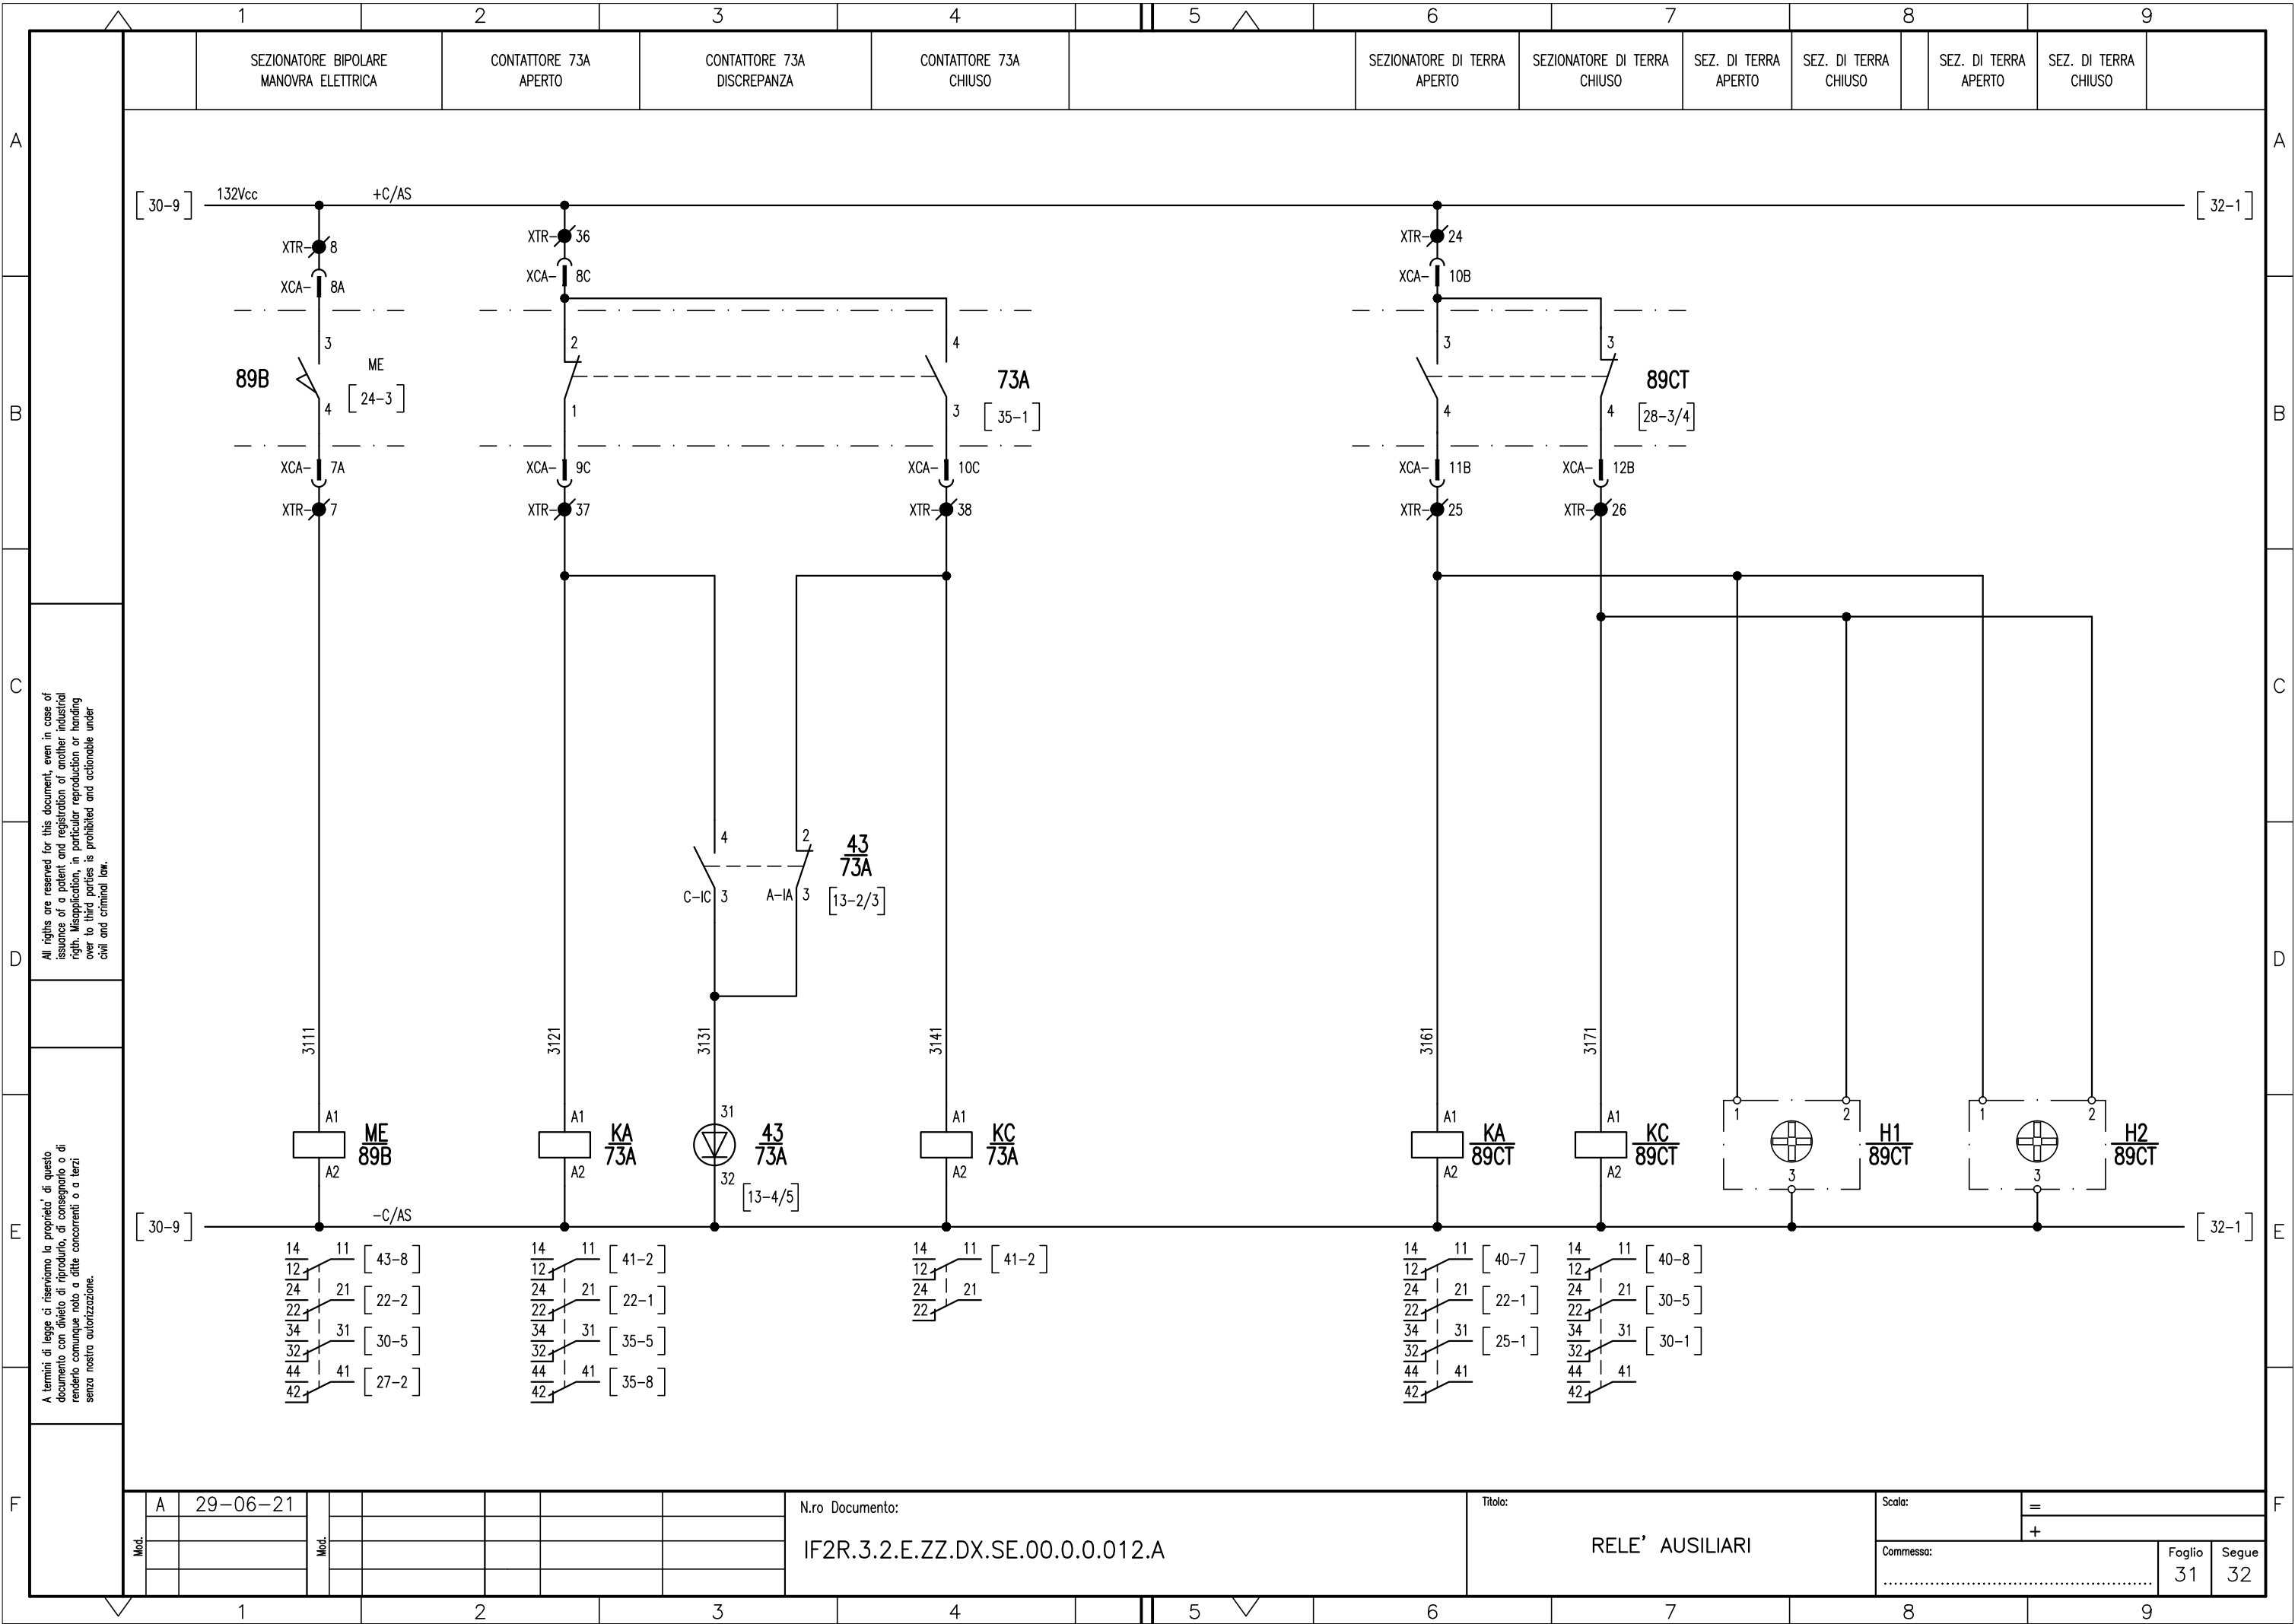 1 2 3 4 5 6 7 8 9
SEZIONATORE BIPOLARE
MANOVRA ELETTRICA
CONTATTORE 73A
APERTO
CONTATTORE 73A
DISCREPANZA
CONTATTORE 73A
CHIUSO
SEZIONATORE DI TERRA
APERTO
SEZIONATORE DI TERRA
CHIUSO
SEZ. DI TERRA
APERTO
SEZ. DI TERRA
CHIUSO
SEZ. DI TERRA
APERTO
SEZ. DI TERRA
CHIUSO
A A
30-9 132Vcc +C/AS 32-1
XTR- 8 XTR- 36 XTR- 24
XCA- 8A XCA- 8C XCA- 10B
3 2 4 3 3
89B ME 73A 89CT
24-3 35-1 28-3/4
4 1 3 4 4
B B
XCA- 7A XCA- 9C XCA- 10C XCA- 11B XCA- 12B
XTR- 7 XTR- 37 XTR- 38 XTR- 25 XTR- 26
C C
4 2 43
73A
C-IC 3 A-IA 3 13-2/3
D D
3111 3121 3131 3141 3161 3171
A1 A1 31 A1 A1 A1 1 2 1 2
ME
89B
KA
73A
43
73A
KC
73A
KA
89CT
KC
89CT
H1
89CT
H2
89CT
A2 A2 32 A2 A2 A2 3 3
13-4/5
E E
30-9 -C/AS 32-1
14 11 43-8 14 11 41-2 14 11 41-2 14 11 40-7 14 11 40-8
12 12 12 12 12
24 21 22-2 24 21 22-1 24 21 24 21 22-1 24 21 30-5
22 22 22 22 22
34 31 30-5 34 31 35-5 34 31 25-1 34 31 30-1
32 32 32 32
44 41 27-2 44 41 35-8 44 41 44 41
42 42 42 42
All rigths are reserved for this document, even in case of
issuance of a patent and registration of another industrial
rigth. Misapplication, in particular reproduction or handing
over to third parties is prohibited and actionable under
civil and criminal law.
A termini di legge ci riserviamo la proprieta' di questo
documento con divieto di riprodurlo, di consegnarlo o di
renderlo comunque noto a ditte concorrenti o a terzi
senza nostra autorizzazione.
F F
A 29-06-21
Mod. Mod.
N.ro Documento:
IF2R.3.2.E.ZZ.DX.SE.00.0.0.012.A
Titolo:
RELE' AUSILIARI
Scala:
=
+
Commessa:
Foglio
31
Segue
32
1 2 3 4 5 6 7 8 9